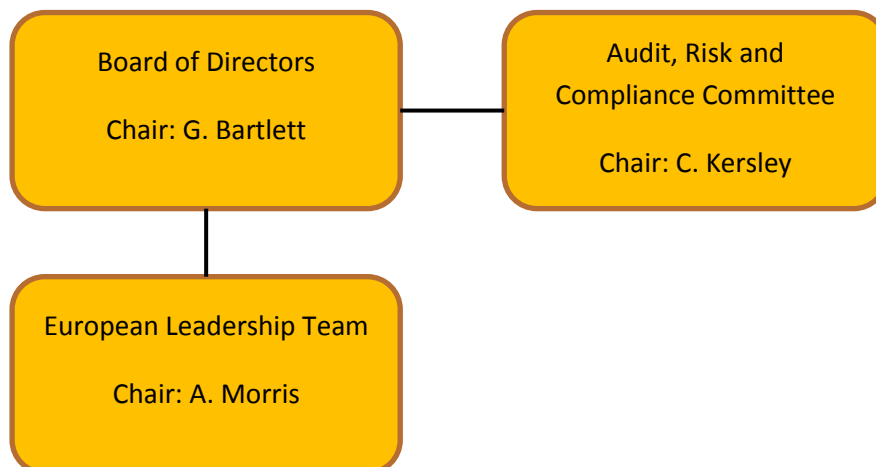 Board of Directors
Chair: G. Bartlett
Audit, Risk and
Compliance Committee
Chair: C. Kersley
European Leadership Team
Chair: A. Morris